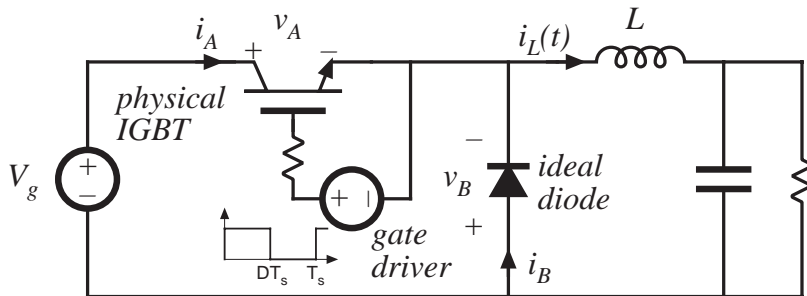 i_A
v_A
+
−
i_L(t)
L
physical
IGBT
V_g
+
−
+ −
−
v_B
+
ideal
diode
gate
driver
DT_s T_s
i_B